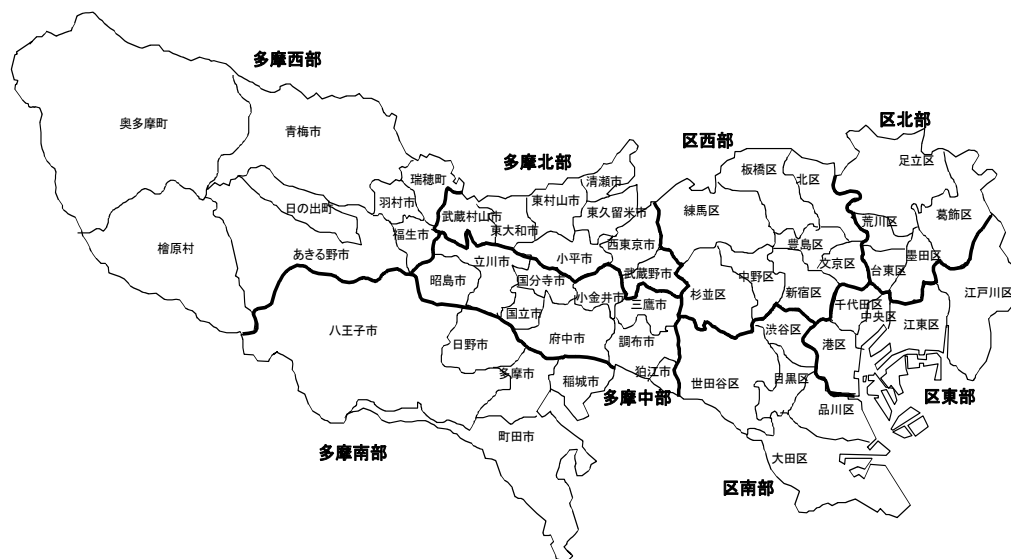 多摩西部
区北部
奥多摩町
青梅市
多摩北部
区西部
足立区
板橋区
北区
瑞穂町
清瀬市
羽村市
東村山市
日の出町
武蔵村山市
東久留米市
練馬区
葛飾区
荒川区
福生市
東大和市
檜原村
あきる野市
西東京市
豊島区
墨田区
立川市
小平市
文京区
台東区
昭島市
国分寺市
武蔵野市
中野区
小金井市
杉並区
新宿区
江戸川区
千代田区
三鷹市
中央区
国立市
江東区
八王子市
渋谷区
日野市
府中市
調布市
港区
多摩市
稲城市
狛江市
世田谷区
目黒区
多摩中部
区東部
品川区
町田市
多摩南部
大田区
区南部